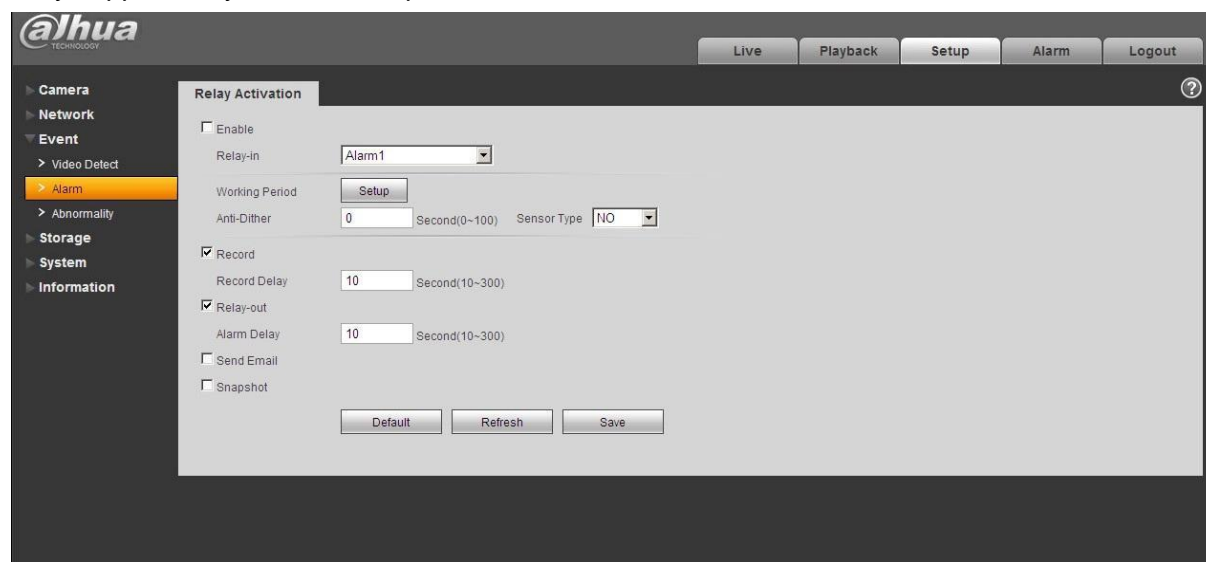 alhua
TECHNOLOGY
Live Playback Setup Alarm Logout
Camera
Network
Event
> Video Detect
> Alarm
> Abnormality
Storage
System
Information
Relay Activation
?
Enable
Relay-in Alarm1
Working Period Setup
Anti-Dither 0 Second(0~100) Sensor Type NO
Record
Record Delay 10 Second(10~300)
Relay-out
Alarm Delay 10 Second(10~300)
Send Email
Snapshot
Default Refresh Save